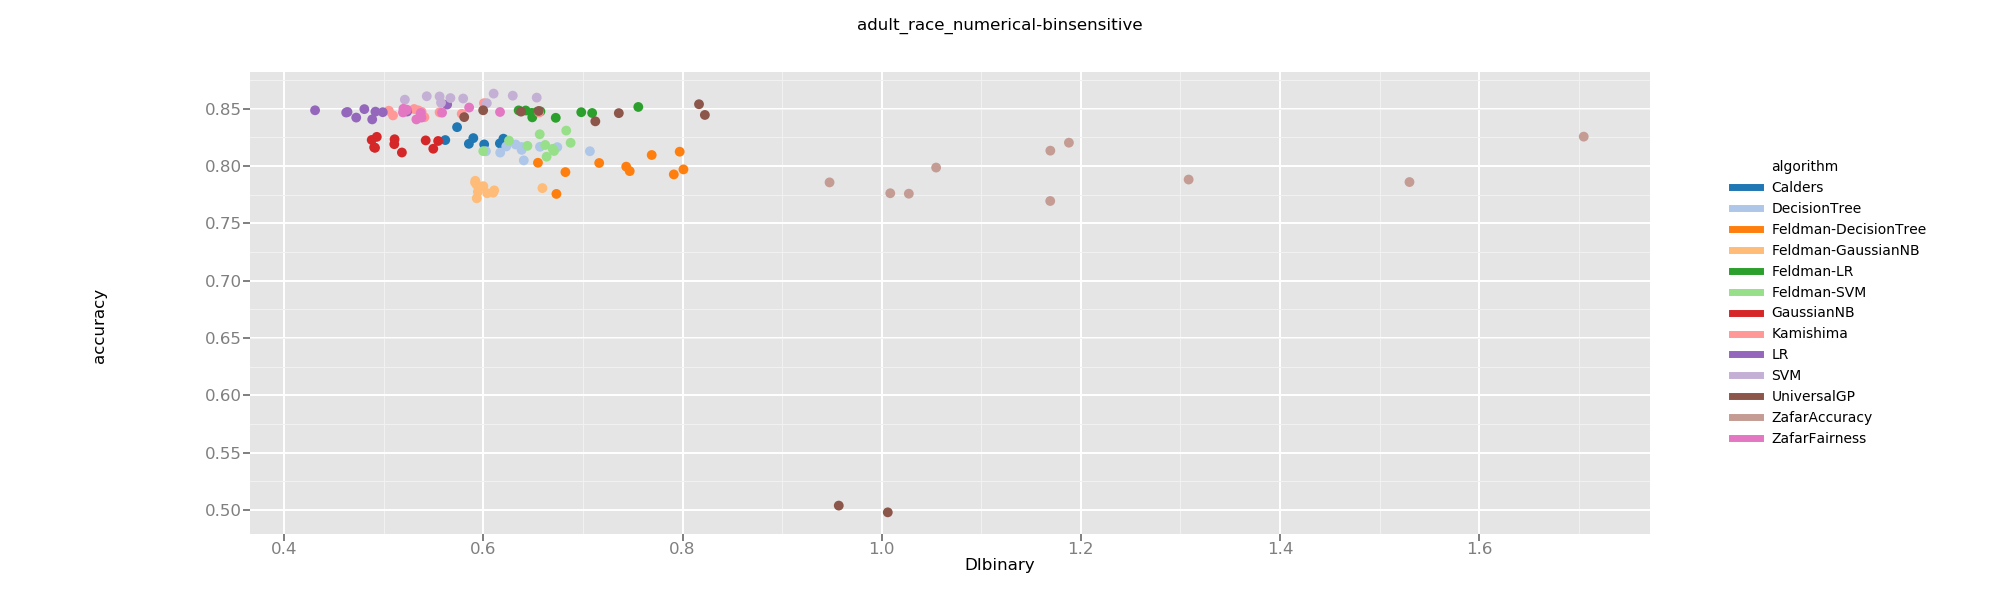 adult_race_numerical-binsensitive
0.85
0.80
0.75
0.70
0.65
0.60
0.55
0.50
accuracy
0.4 0.6 0.8 1.0 1.2 1.4 1.6
DIbinary
algorithm
Calders
DecisionTree
Feldman-DecisionTree
Feldman-GaussianNB
Feldman-LR
Feldman-SVM
GaussianNB
Kamishima
LR
SVM
UniversalGP
ZafarAccuracy
ZafarFairness